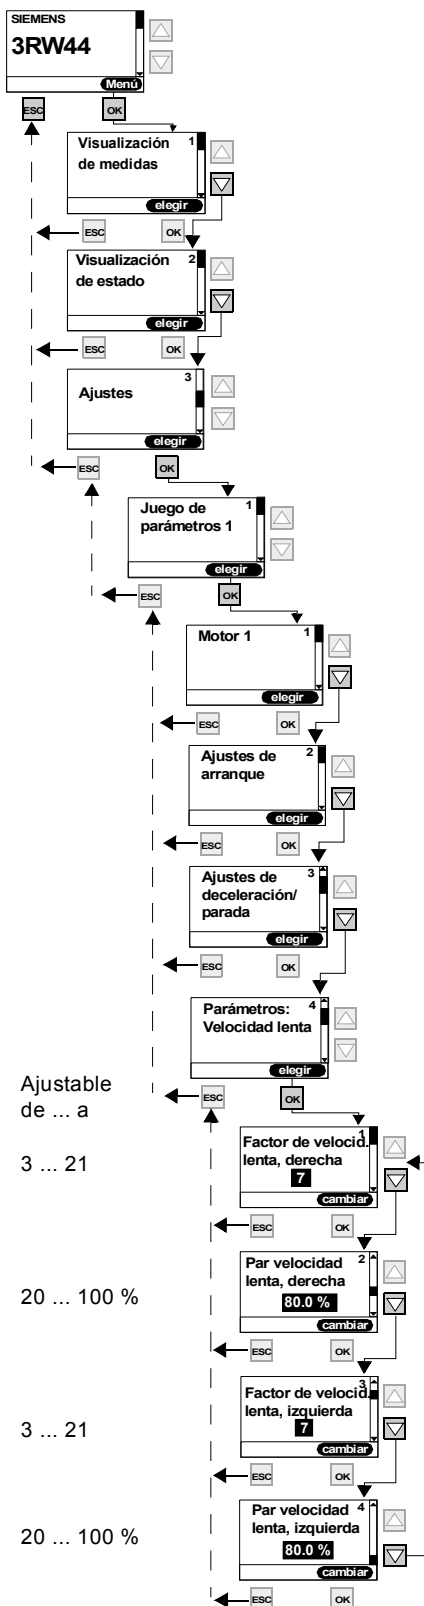 SIEMENS
3RW44
Menú
ESC
OK
Visualización
de medidas
1
elegir
ESC
OK
Visualización
de estado
2
elegir
ESC
OK
Ajustes
3
elegir
ESC
OK
Juego de
parámetros 1
1
elegir
ESC
OK
Motor 1
1
elegir
ESC
OK
Ajustes de
arranque
2
elegir
ESC
OK
Ajustes de
deceleración/
parada
3
elegir
ESC
OK
Parámetros:
Velocidad lenta
4
elegir
ESC
OK
Ajustable
de ... a
3 ... 21
Factor de velocid.
lenta, derecha
1
7
cambiar
ESC
OK
20 ... 100 %
Par velocidad
lenta, derecha
2
80.0 %
cambiar
ESC
OK
3 ... 21
Factor de velocid.
lenta, izquierda
3
7
cambiar
ESC
OK
20 ... 100 %
Par velocidad
lenta, izquierda
4
80.0 %
cambiar
ESC
OK